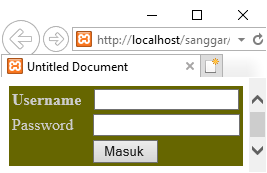 http://localhost/sanggar/
Untitled Document
Username
Password
Masuk